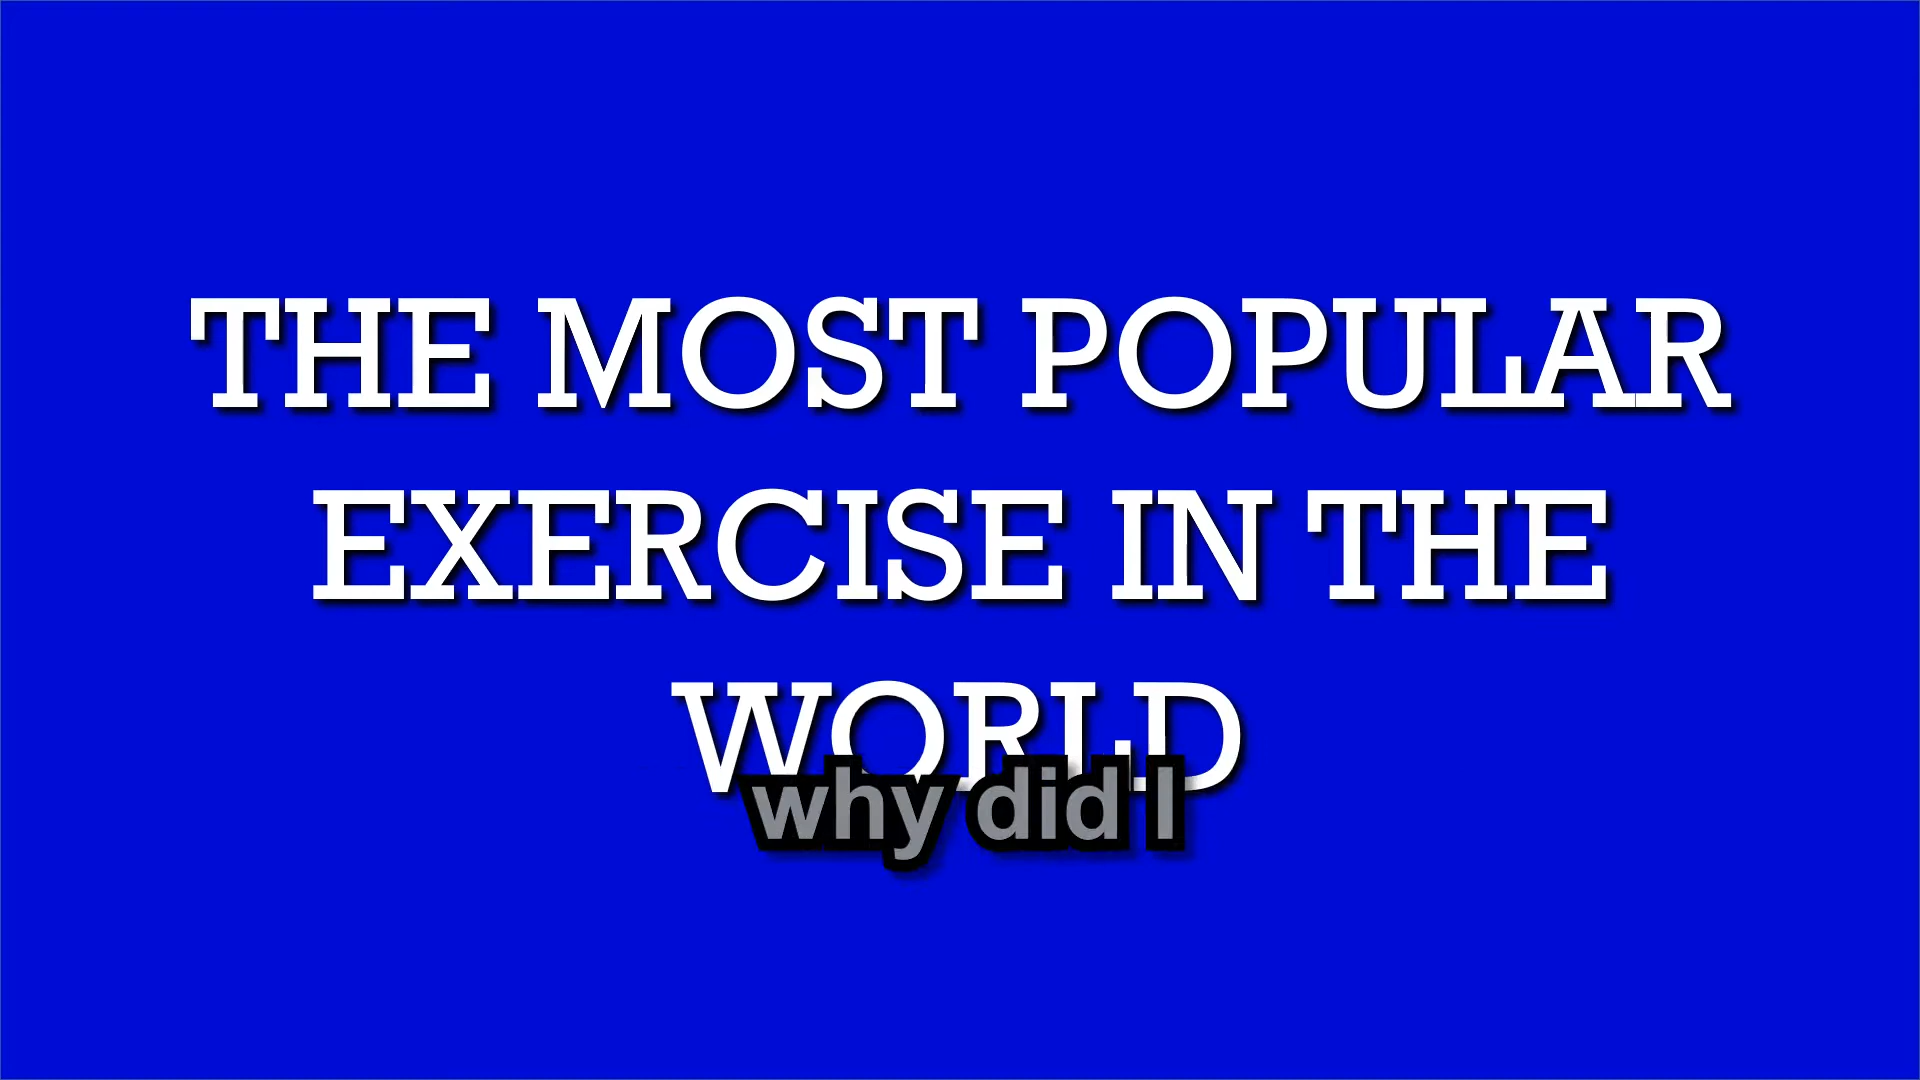 THE MOST POPULAR
EXERCISE IN THE
WORLD
why did I